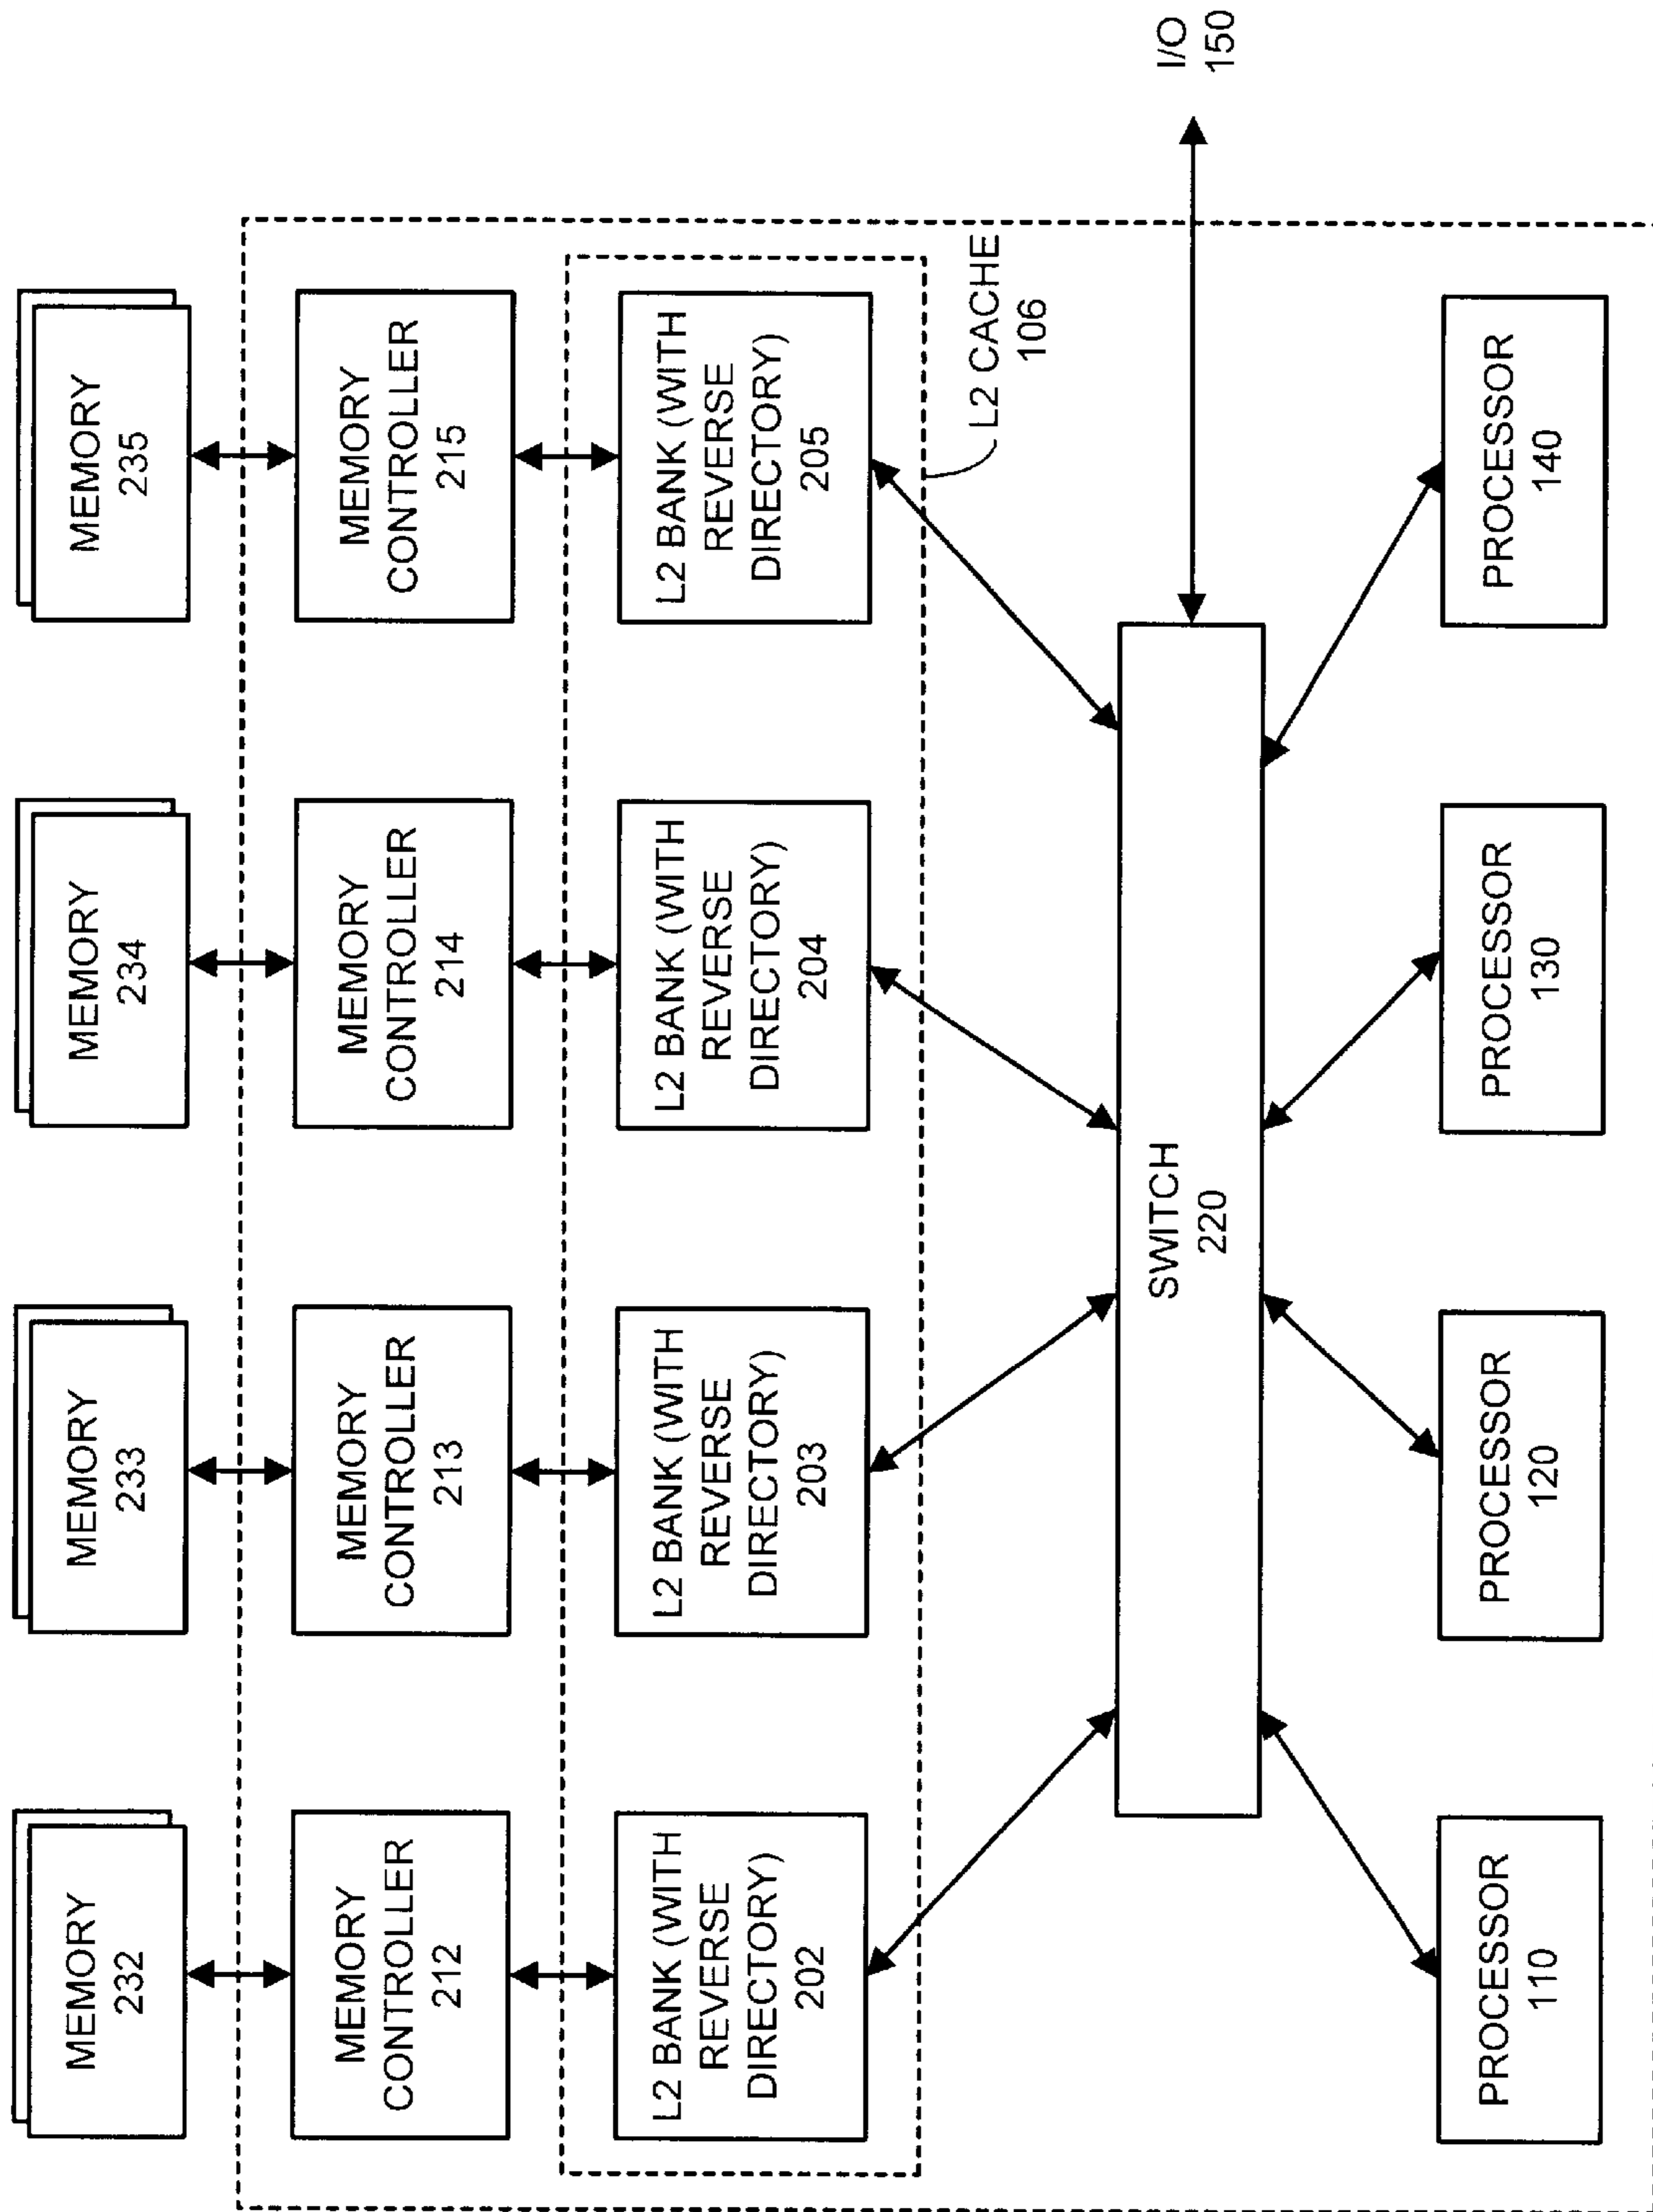 MEMORY
232
MEMORY
233
MEMORY
234
MEMORY
235
MEMORY
CONTROLLER
212
MEMORY
CONTROLLER
213
MEMORY
CONTROLLER
214
MEMORY
CONTROLLER
215
L2 BANK (WITH
REVERSE
DIRECTORY)
202
L2 BANK (WITH
REVERSE
DIRECTORY)
203
L2 BANK (WITH
REVERSE
DIRECTORY)
204
L2 BANK (WITH
REVERSE
DIRECTORY)
205
L2 CACHE
106
SWITCH
220
I/O
150
PROCESSOR
110
PROCESSOR
120
PROCESSOR
130
PROCESSOR
140